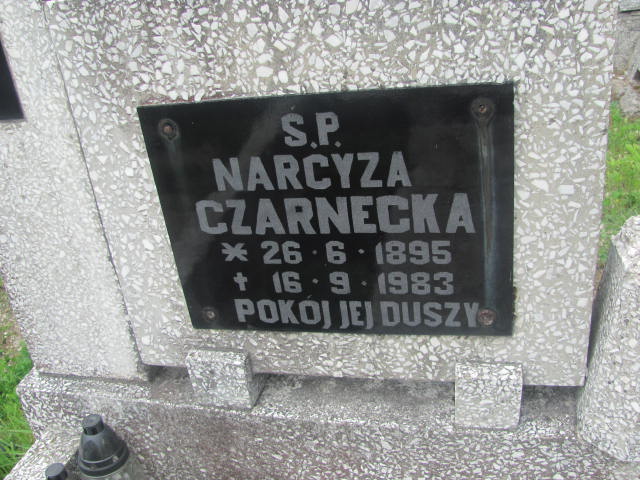 S.P.
NARCYZA
CZARNECKA
* 26·6·1895
† 16·9·1983
POKÓJ JEJ DUSZY